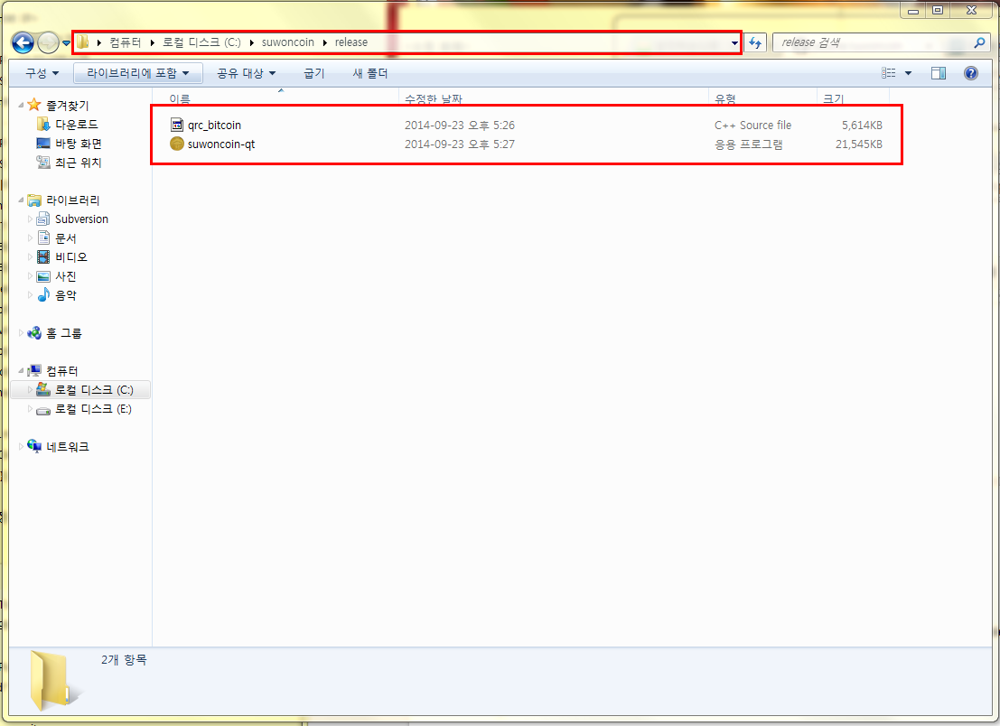 컴퓨터 로컬 디스크 (C:) suwoncoin release
release 검색
구성 라이브러리에 포함 공유 대상 굽기 새 폴더
이름 수정한 날짜 유형 크기
qrc_bitcoin 2014-09-23 오후 5:26 C++ Source file 5,614KB
suwoncoin-qt 2014-09-23 오후 5:27 응용 프로그램 21,545KB
즐겨찾기
다운로드
바탕 화면
최근 위치
라이브러리
Subversion
문서
비디오
사진
음악
홈 그룹
컴퓨터
로컬 디스크 (C:)
로컬 디스크 (E:)
네트워크
2개 항목